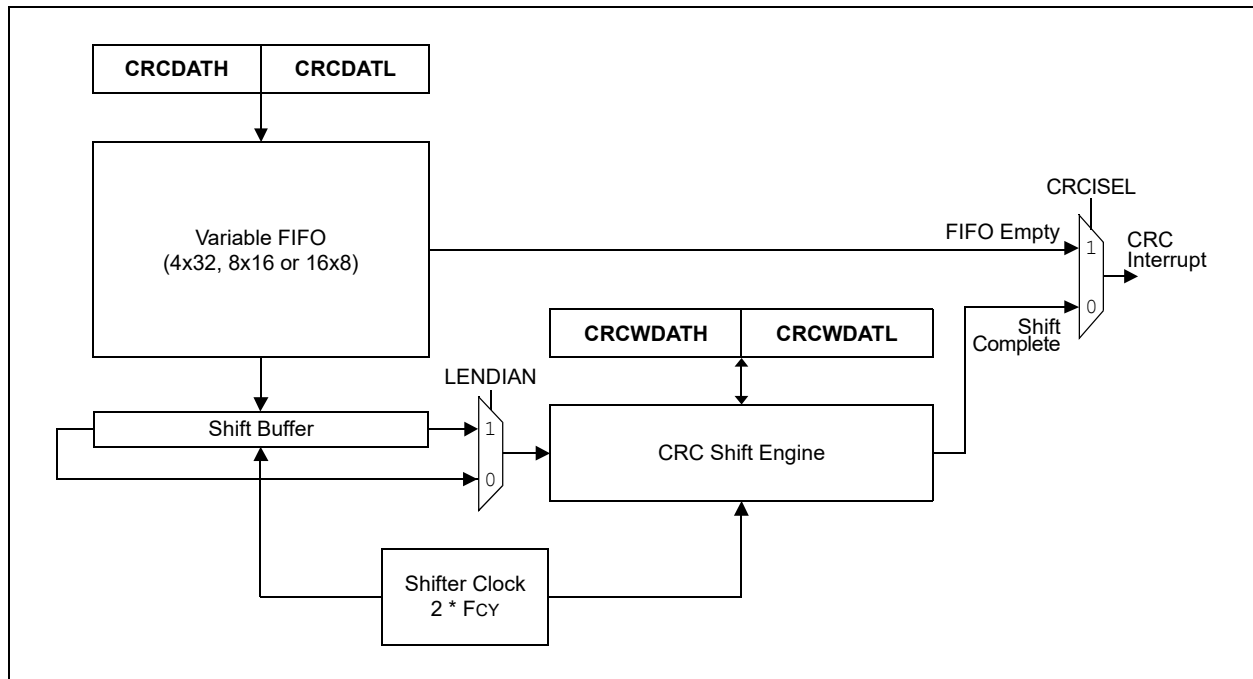 CRCDATH
CRCDATL
Variable FIFO
(4x32, 8x16 or 16x8)
CRCISEL
FIFO Empty
1
CRC
Interrupt
0
Shift
Complete
CRCWDATH
CRCWDATL
LENDIAN
Shift Buffer
1
0
CRC Shift Engine
Shifter Clock
2 * FCY